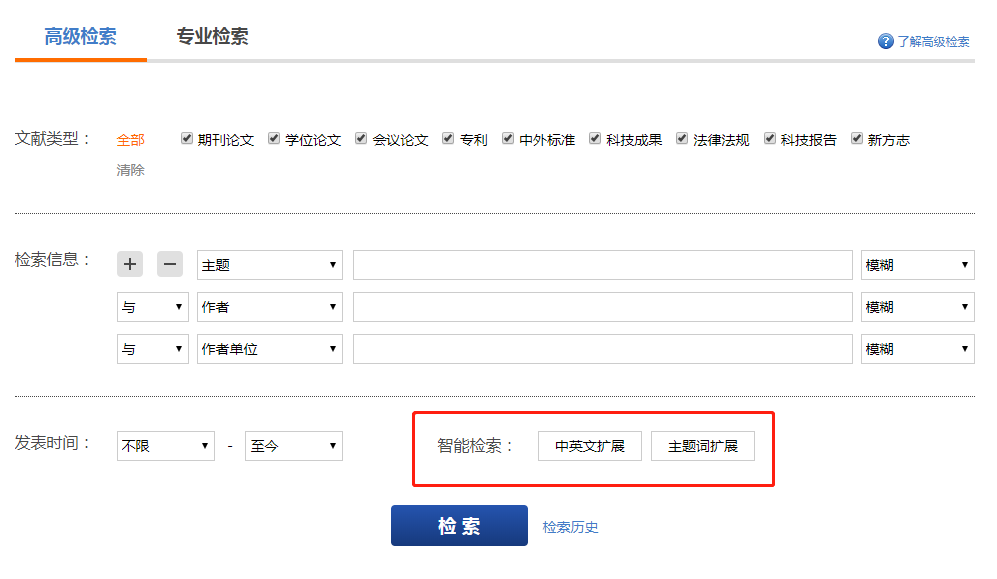 高级检索 专业检索
? 了解高级检索
文献类型： 全部 期刊论文 学位论文 会议论文 专利 中外标准 科技成果 法律法规 科技报告 新方志
清除
检索信息： + − 主题 模糊
与 作者 模糊
与 作者单位 模糊
发表时间： 不限 - 至今 智能检索： 中英文扩展 主题词扩展
检索 检索历史